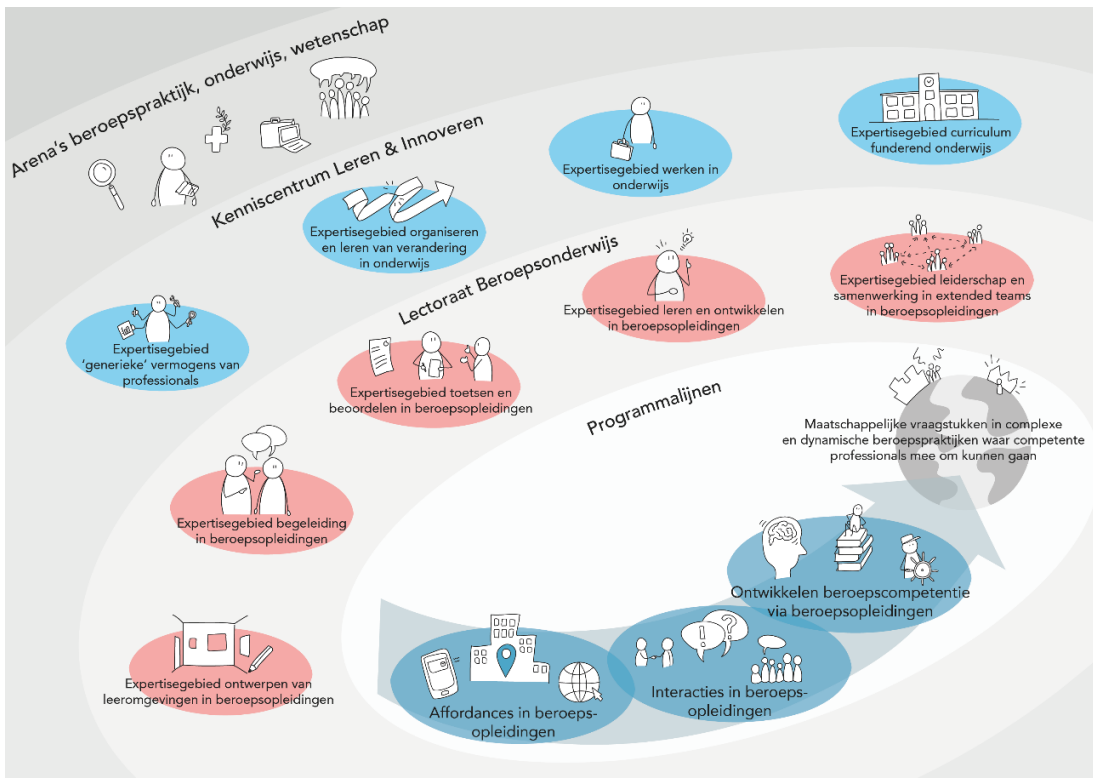 Arena's beroepspraktijk, onderwijs, wetenschap
Kenniscentrum Leren & Innoveren
Expertisegebied werken in
onderwijs
Expertisegebied curriculum
funderend onderwijs
Expertisegebied organiseren
en leren van verandering
in onderwijs
Expertisegebied
'generieke' vermogens van
professionals
Lectoraat Beroepsonderwijs
Expertisegebied leren en ontwikkelen
in beroepsopleidingen
Expertisegebied leiderschap en
samenwerking in extended teams
in beroepsopleidingen
Expertisegebied toetsen en
beoordelen in beroepsopleidingen
Expertisegebied begeleiding
in beroepsopleidingen
Expertisegebied ontwerpen van
leeromgevingen in beroepsopleidingen
Programmalijnen
Maatschappelijke vraagstukken in complexe
en dynamische beroepspraktijken waar competente
professionals mee om kunnen gaan
Ontwikkelen beroepscompetentie
via beroepsopleidingen
Interacties in beroeps-
opleidingen
Affordances in beroeps-
opleidingen